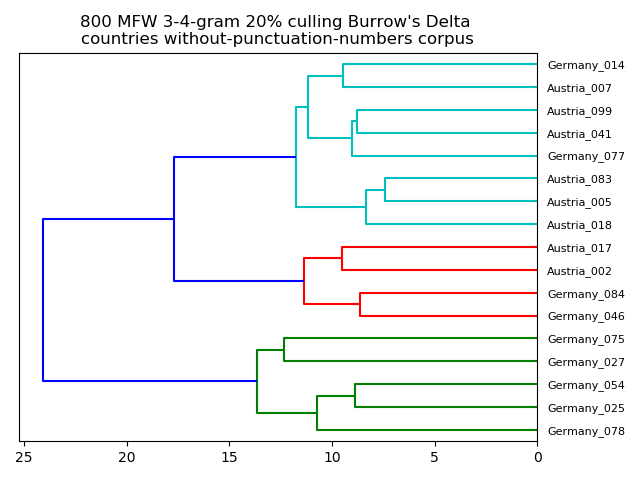 800 MFW 3-4-gram 20% culling Burrow's Delta
countries without-punctuation-numbers corpus
Germany_014
Austria_007
Austria_099
Austria_041
Germany_077
Austria_083
Austria_005
Austria_018
Austria_017
Austria_002
Germany_084
Germany_046
Germany_075
Germany_027
Germany_054
Germany_025
Germany_078
25 20 15 10 5 0